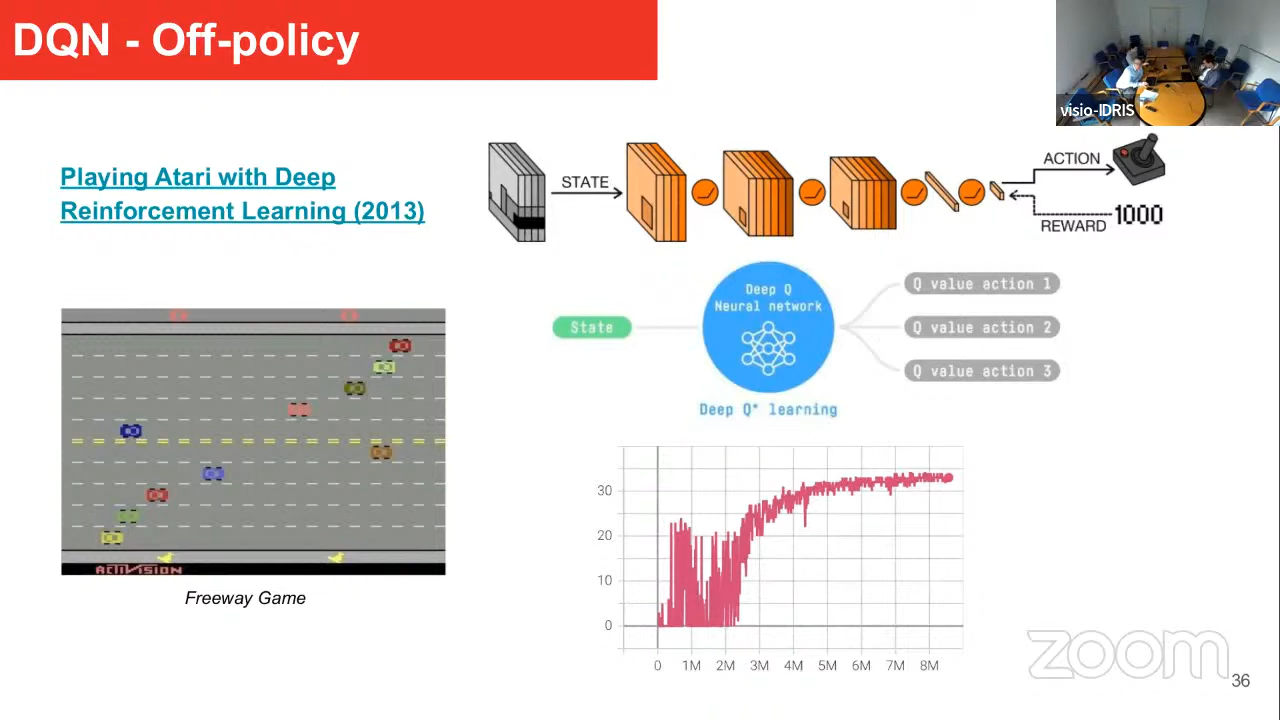 DQN - Off-policy
visio-IDRIS
Playing Atari with Deep
Reinforcement Learning (2013)
STATE
ACTION
REWARD
1000
Deep Q
Neural network
State
Q value action 1
Q value action 2
Q value action 3
Deep Q* learning
ACTIVISION
Freeway Game
30
20
10
0
0 1M 2M 3M 4M 5M 6M 7M 8M
zoom
36